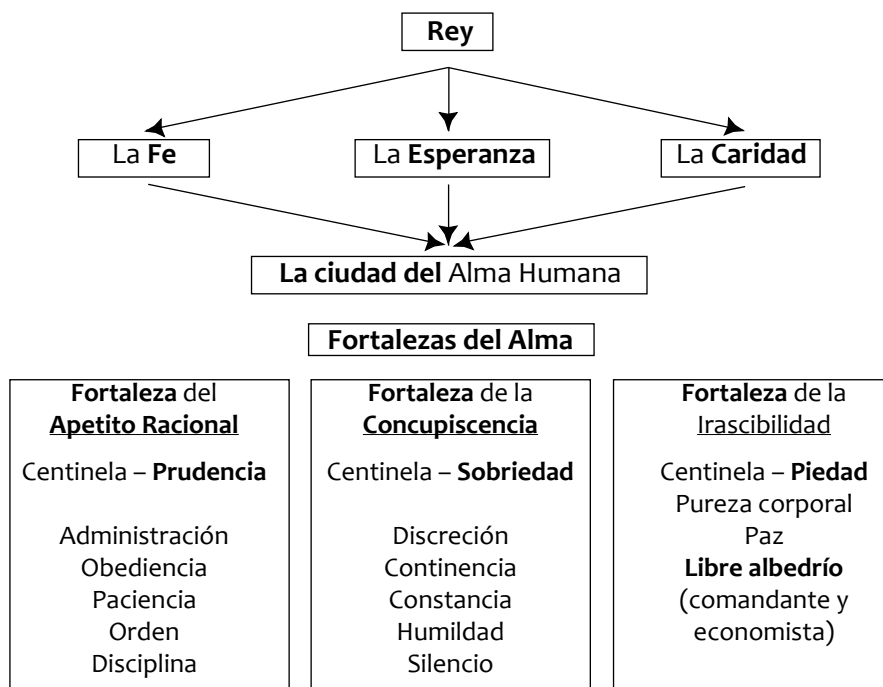 Rey
La Fe
La Esperanza
La Caridad
La ciudad del Alma Humana
Fortalezas del Alma
Fortaleza del
Apetito Racional
Centinela – Prudencia
Administración
Obediencia
Paciencia
Orden
Disciplina
Fortaleza de la
Concupiscencia
Centinela – Sobriedad
Discreción
Continencia
Constancia
Humildad
Silencio
Fortaleza de la
Irascibilidad
Centinela – Piedad
Pureza corporal
Paz
Libre albedrío
(comandante y
economista)